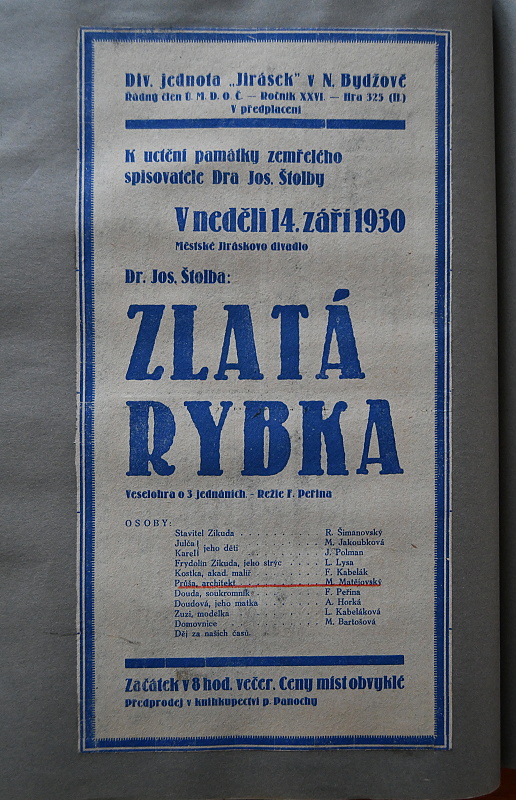 Div. jednota „Jirásek" v N. Bydžově
Řádný člen Ú. M. D. O. Č. — Ročník XXVI. — Hra 325 (11.)
V předplacení
K uctění památky zemřelého
spisovatele Dra Jos. Štolby
V neděli 14. září 1930
Městské Jiráskovo divadlo
Dr. Jos. Štolba:
ZLATÁ
RYBKA
Veselohra o 3 jednáních. - Režie F. Peřina
OSOBY:
Stavitel Zikuda . . . . . . . . . . R. Šimanovský
Julča } jeho děti . . . . . . . . . . M. Jakoubková
Karel } . . . . . . . . . . J. Polman
Frydolin Zikuda, jeho strýc . . . . L. Lysa
Kostka, akad. malíř . . . . . . . . F. Kabelák
Průša, architekt . . . . . . . . . . M. Matějovský
Douda, soukromník . . . . . . . . F. Peřina
Doudová, jeho matka . . . . . . . A. Horká
Zuzi, modelka . . . . . . . . . . L. Kabeláková
Domovnice . . . . . . . . . . M. Bartošová
Děj za našich časů.
Začátek v 8 hod. večer. Ceny míst obvyklé
Předprodej v knihkupectví p. Panochy